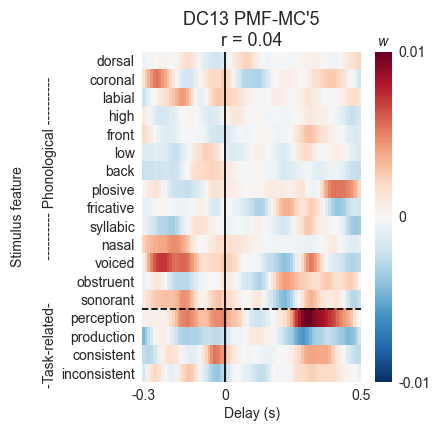 DC13 PMF-MC'5
r = 0.04
w
dorsal
coronal
labial
high
front
low
back
plosive
fricative
syllabic
nasal
voiced
obstruent
sonorant
perception
production
consistent
inconsistent
Stimulus feature
-Task-related- ---------- Phonological ----------
0.01
0
-0.01
-0.3 0 0.5
Delay (s)